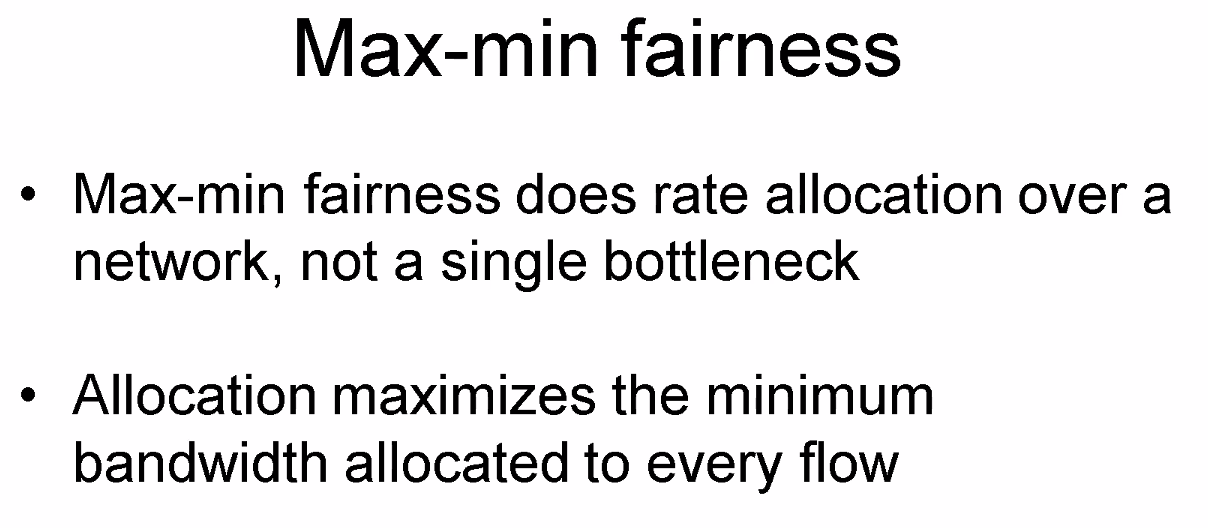 Max-min fairness
• Max-min fairness does rate allocation over a
network, not a single bottleneck
• Allocation maximizes the minimum
bandwidth allocated to every flow